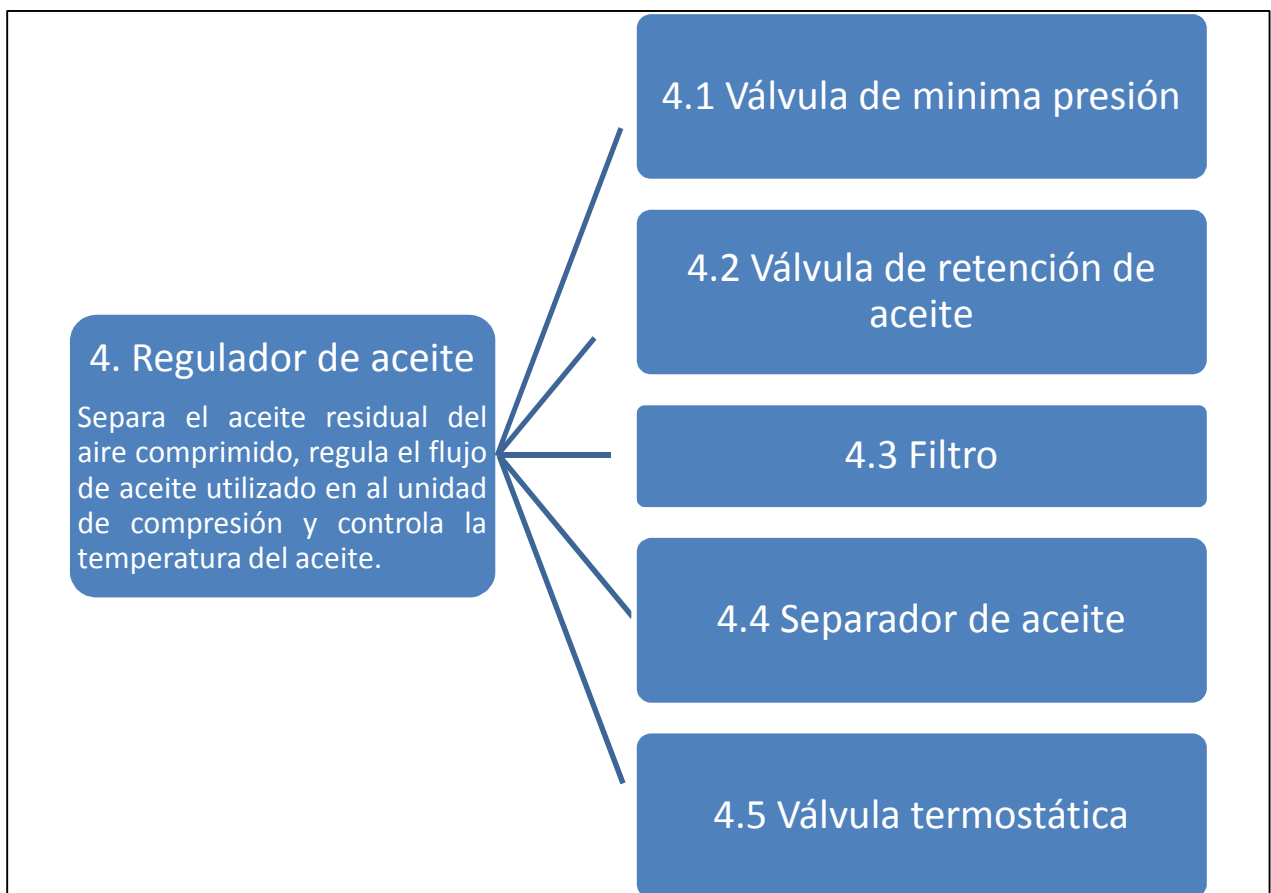 4.1 Válvula de minima presión
4.2 Válvula de retención de
aceite
4. Regulador de aceite
Separa el aceite residual del
aire comprimido, regula el flujo
de aceite utilizado en al unidad
de compresión y controla la
temperatura del aceite.
4.3 Filtro
4.4 Separador de aceite
4.5 Válvula termostática